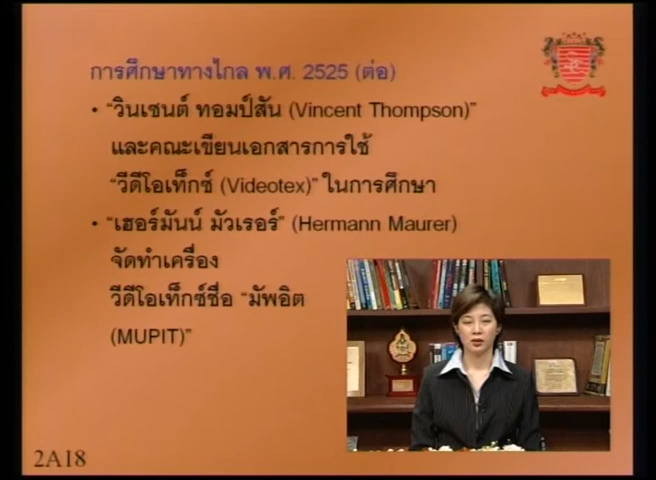 การศึกษาทางไกล พ.ศ. 2525 (ต่อ)
• “วินเซนต์ ทอมป์สัน (Vincent Thompson)”
และคณะเขียนเอกสารการใช้
“วีดีโอเท็กซ์ (Videotex)” ในการศึกษา
• “เฮอร์มันน์ มัวเรอร์” (Hermann Maurer)
จัดทำเครื่อง
วีดีโอเท็กซ์ชื่อ “มัพอิต
(MUPIT)”
2A18